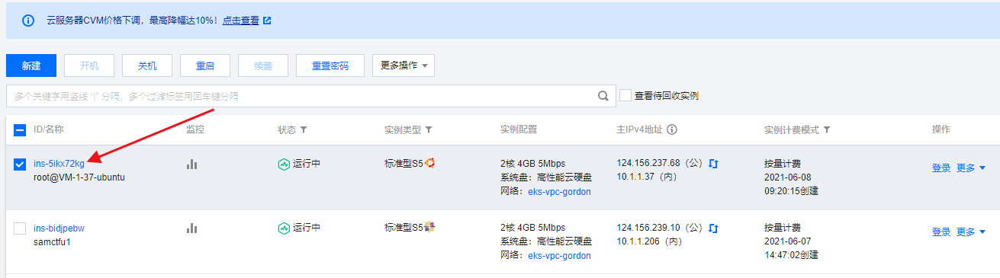 云服务器CVM价格下调，最高降幅达10%！点击查看
新建 开机 关机 重启 续费 重置密码 更多操作
多个关键字用竖线 "|" 分隔，多个过滤标签用回车键分隔 查看待回收实例
ID/名称 监控 状态 实例类型 实例配置 主IPv4地址 实例计费模式 操作
ins-5ikx72kg 运行中 标准型S5 2核 4GB 5Mbps 124.156.237.68（公） 按量计费 登录 更多
root@VM-1-37-ubuntu 系统盘：高性能云硬盘 10.1.1.37（内） 2021-06-08
网络：eks-vpc-gordon 09:20:15创建
ins-bidjpebw 运行中 标准型S5 2核 4GB 5Mbps 124.156.239.10（公） 按量计费 登录 更多
samctfu1 系统盘：高性能云硬盘 10.1.1.206（内） 2021-06-07
网络：eks-vpc-gordon 14:47:02创建